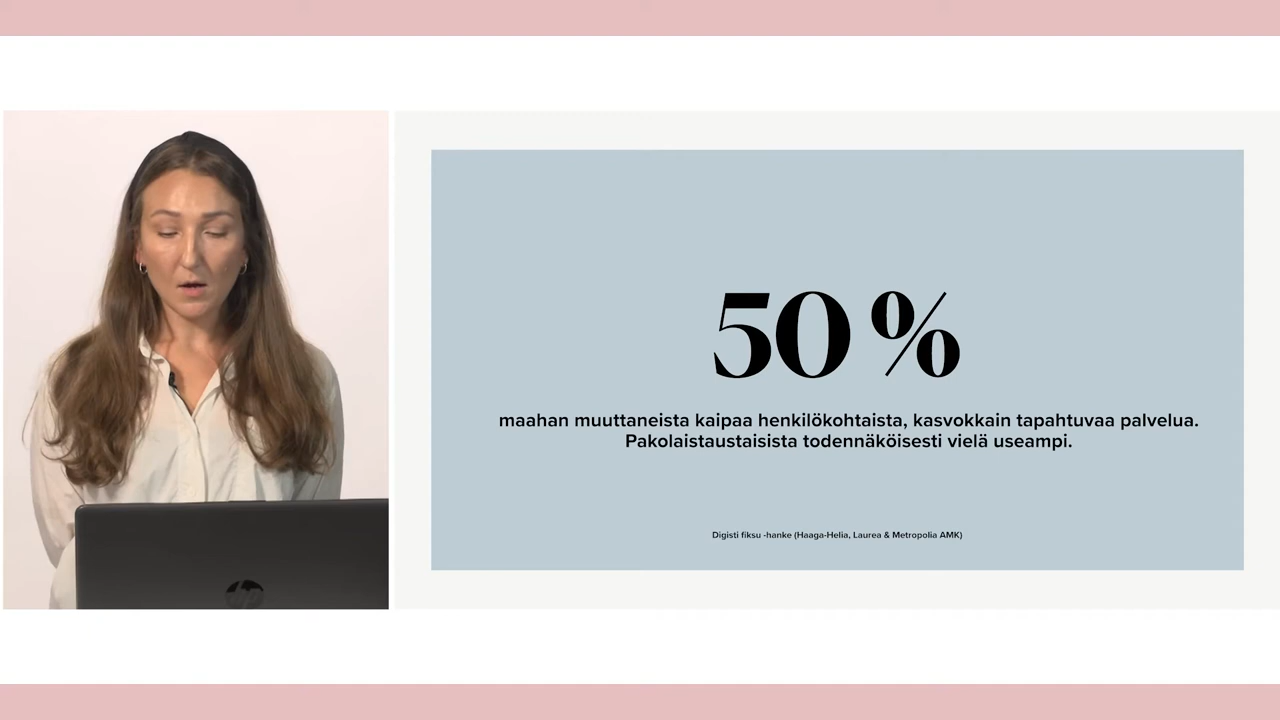 50 %
maahan muuttaneista kaipaa henkilökohtaista, kasvokkain tapahtuvaa palvelua.
Pakolaistaustaisista todennäköisesti vielä useampi.
Digisti fiksu -hanke (Haaga-Helia, Laurea & Metropolia AMK)
hp